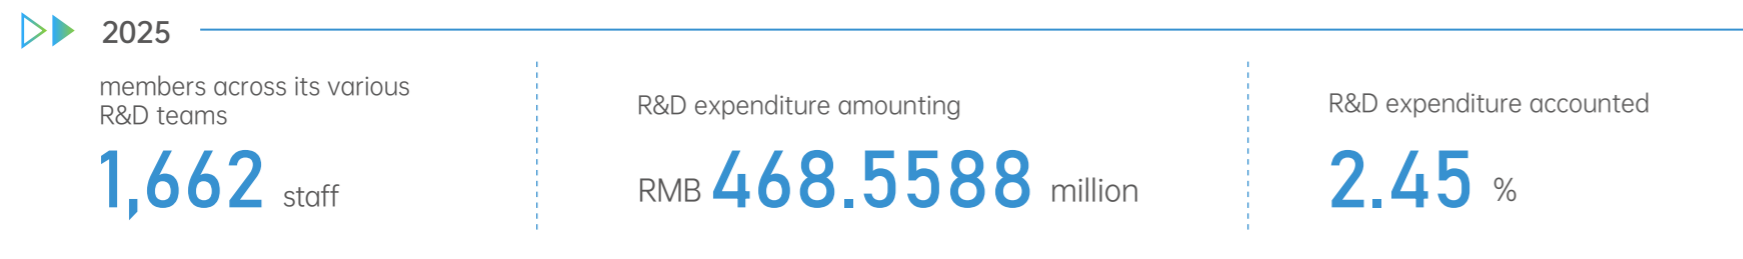 2025
members across its various
R&D teams
1,662 staff
R&D expenditure amounting
RMB 468.5588 million
R&D expenditure accounted
2.45 %